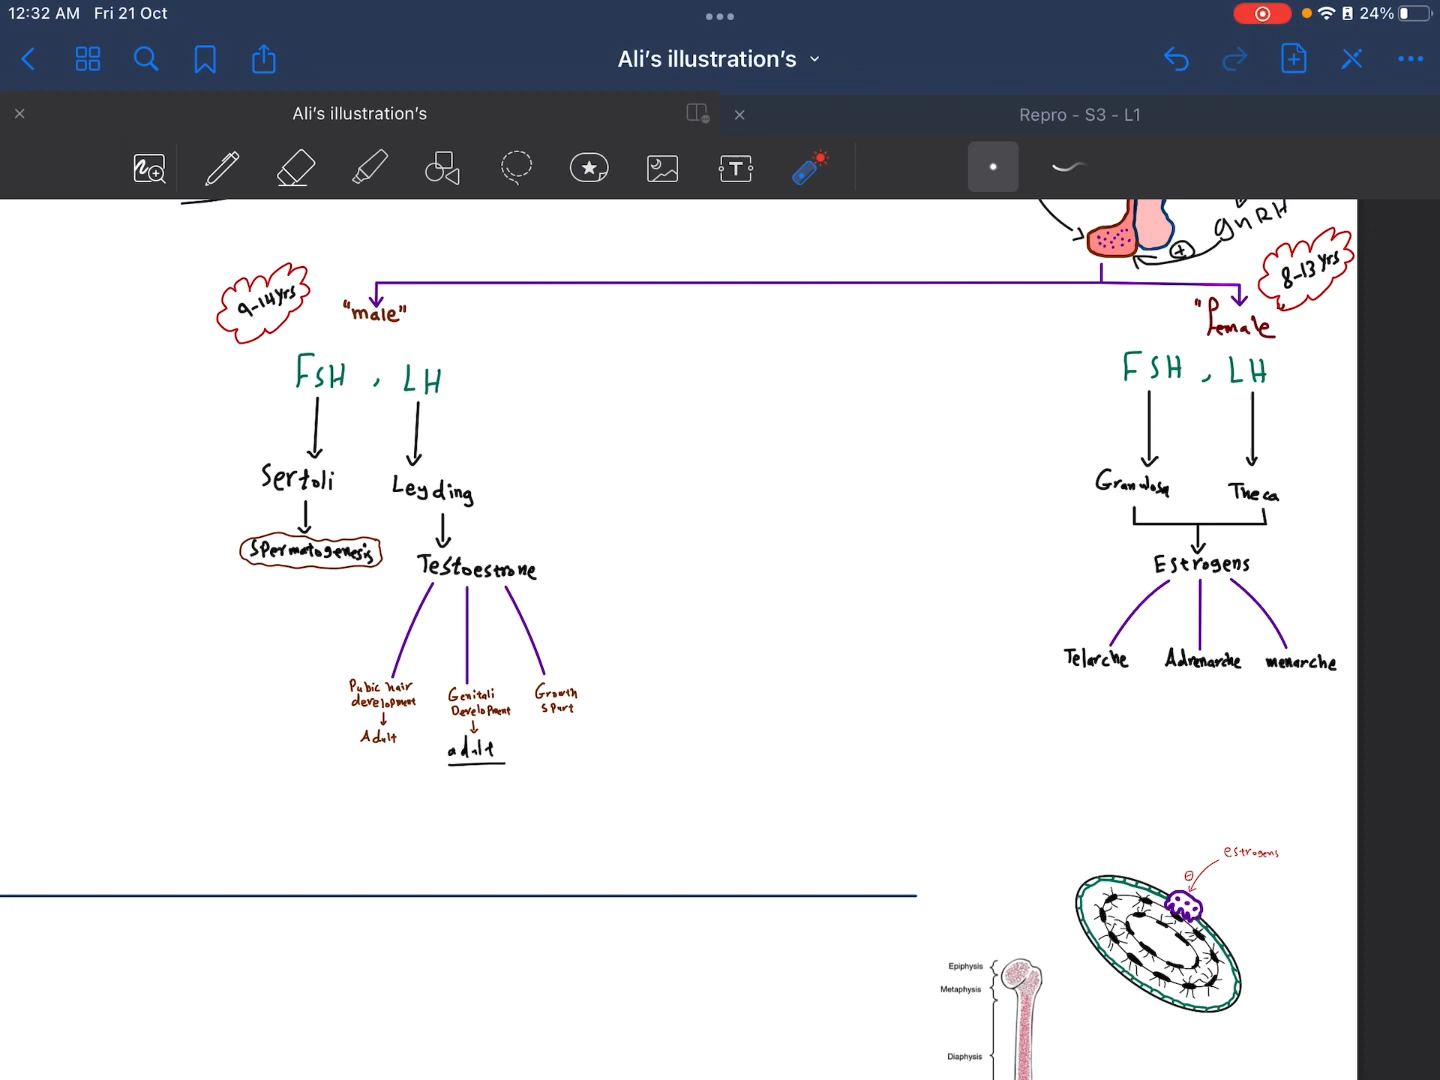 12:32 AM Fri 21 Oct
24%
Ali's illustration's
Ali's illustration's
Repro - S3 - L1
gnRH
+
9-14 yrs
"male"
8-13 yrs
"Female
FSH , LH
FSH , LH
Sertoli
Leyding
Granulosa
Theca
Spermatogenesis
Testoestrone
Estrogens
Telarche
Adrenarche
menarche
Pubic hair
development
Adult
Genitali
Development
adult
Growth
spurt
estrogens
Epiphysis
Metaphysis
Diaphysis